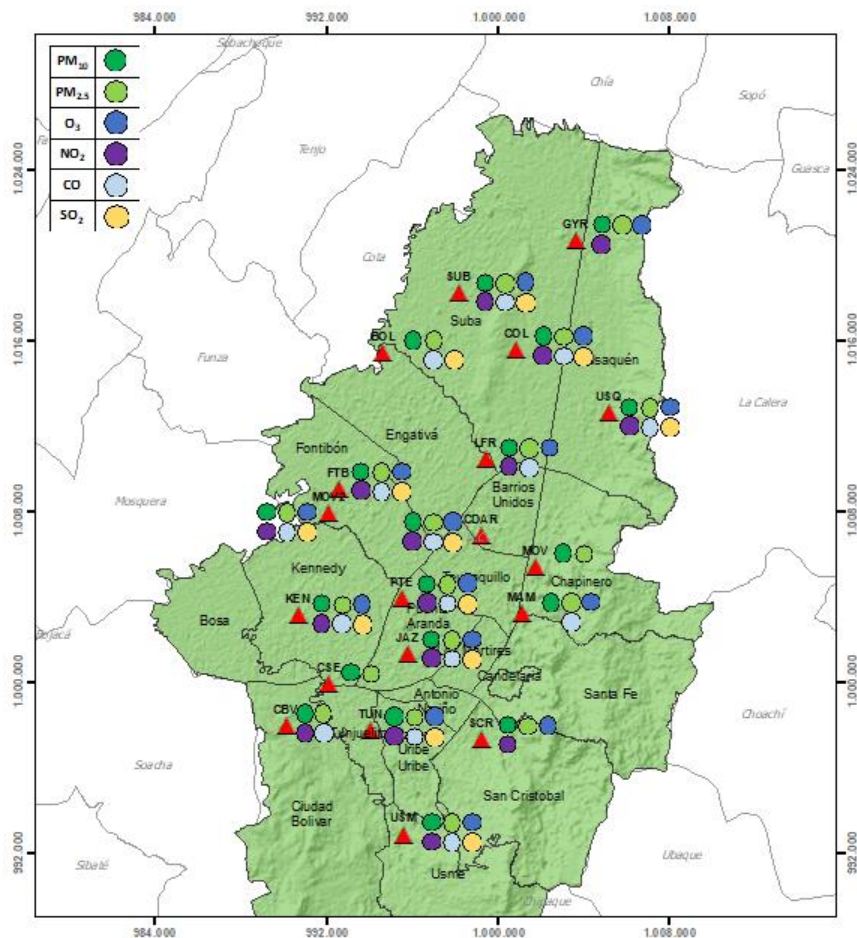 984.000 992.000 1.000.000 1.008.000
Subachoque
PM10
PM2.5
O3
NO2
CO
SO2
Chía
Sopó
Tenjo
Guasca
1.024.000
1.024.000
GYR
Cota
SUB
Suba
COL
1.016.000
1.016.000
Funza
USQ
La Calera
Engativá
LFR
Fontibón
FTB
Barrios
Unidos
Mosquera
1.008.000
1.008.000
CDAR
MOV
Kennedy
Chapinero
PTE
KEN
MAM
Bosa
Aranda
JAZ
Candelaria
CSE
Santa Fe
1.000.000
1.000.000
Antonio
CBV
TUN
SCR
Choachí
Uribe
Uribe
Soacha
San Cristobal
Ciudad
Bolivar
USM
Usme
992.000
992.000
Sibaté
Ubaque
Chipaque
984.000 992.000 1.000.000 1.008.000